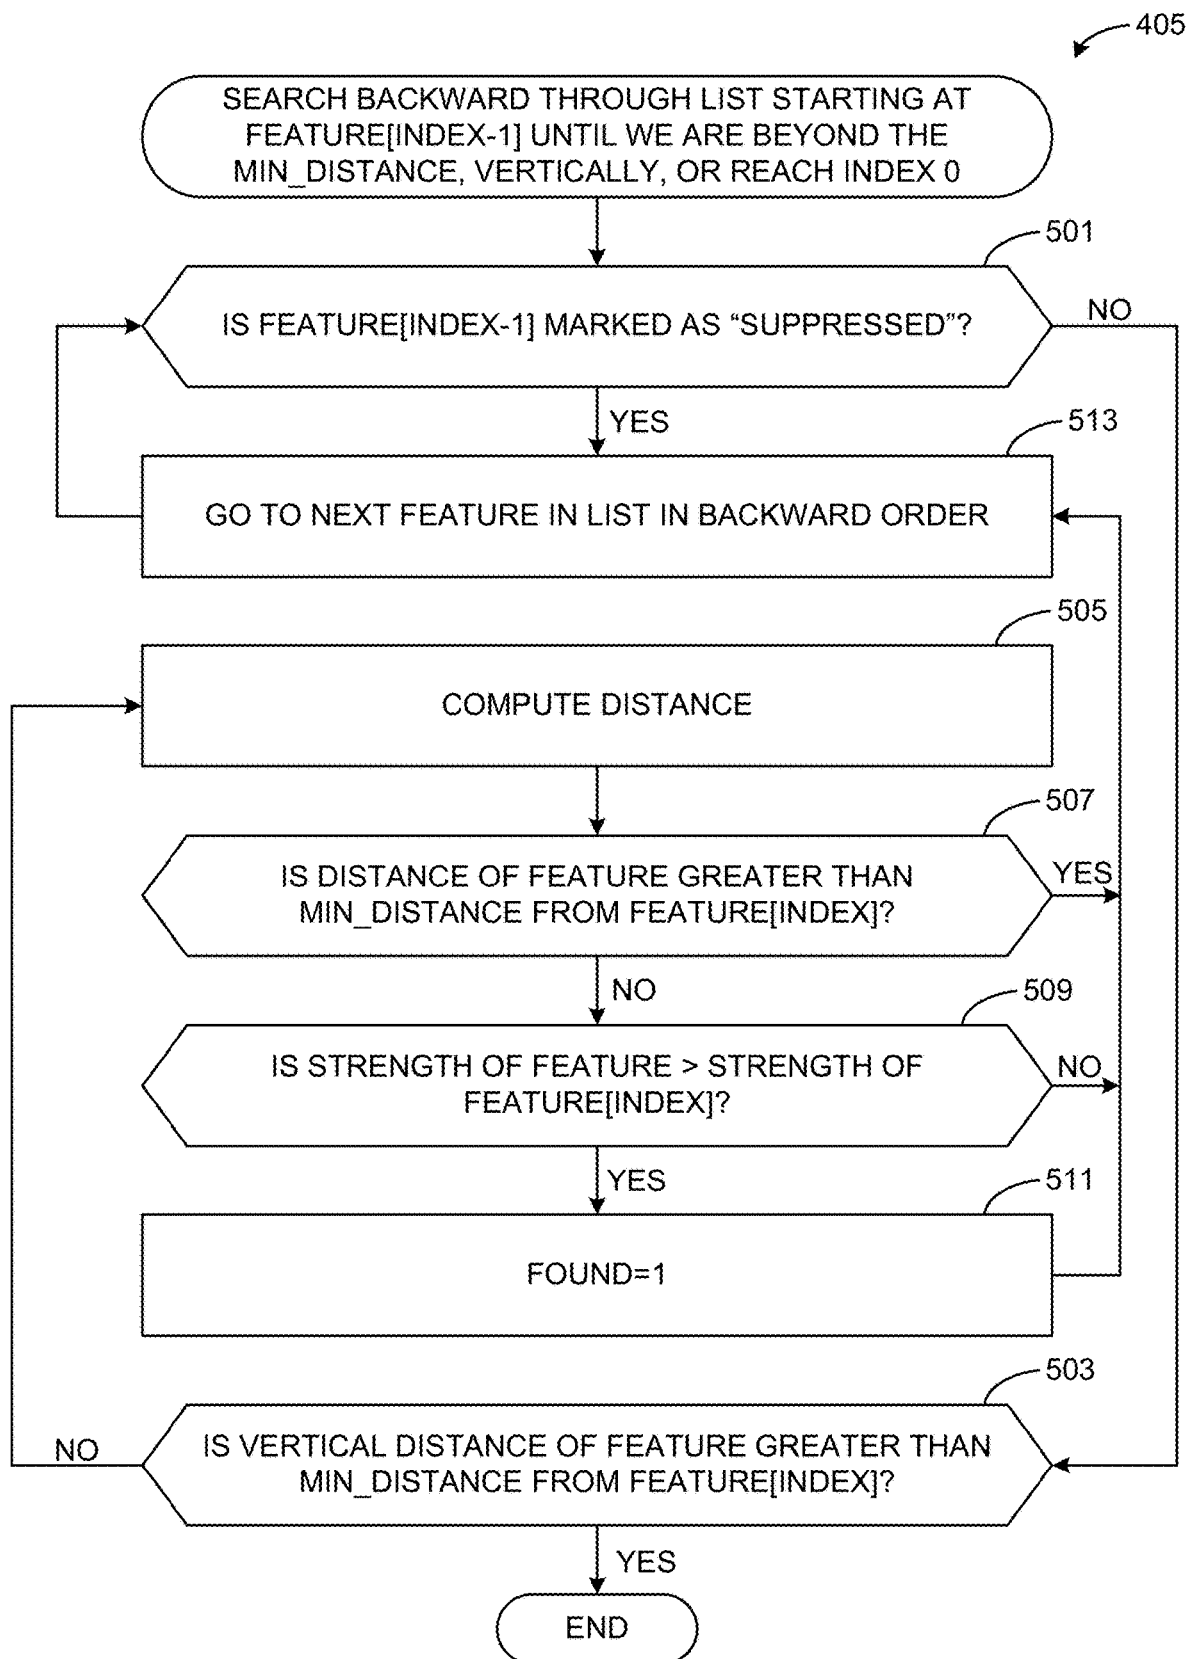 405
SEARCH BACKWARD THROUGH LIST STARTING AT
FEATURE[INDEX-1] UNTIL WE ARE BEYOND THE
MIN_DISTANCE, VERTICALLY, OR REACH INDEX 0
501
IS FEATURE[INDEX-1] MARKED AS “SUPPRESSED”?
NO
YES
513
GO TO NEXT FEATURE IN LIST IN BACKWARD ORDER
505
COMPUTE DISTANCE
507
IS DISTANCE OF FEATURE GREATER THAN
MIN_DISTANCE FROM FEATURE[INDEX]?
YES
NO
509
IS STRENGTH OF FEATURE > STRENGTH OF
FEATURE[INDEX]?
NO
YES
511
FOUND=1
503
IS VERTICAL DISTANCE OF FEATURE GREATER THAN
MIN_DISTANCE FROM FEATURE[INDEX]?
NO
YES
END